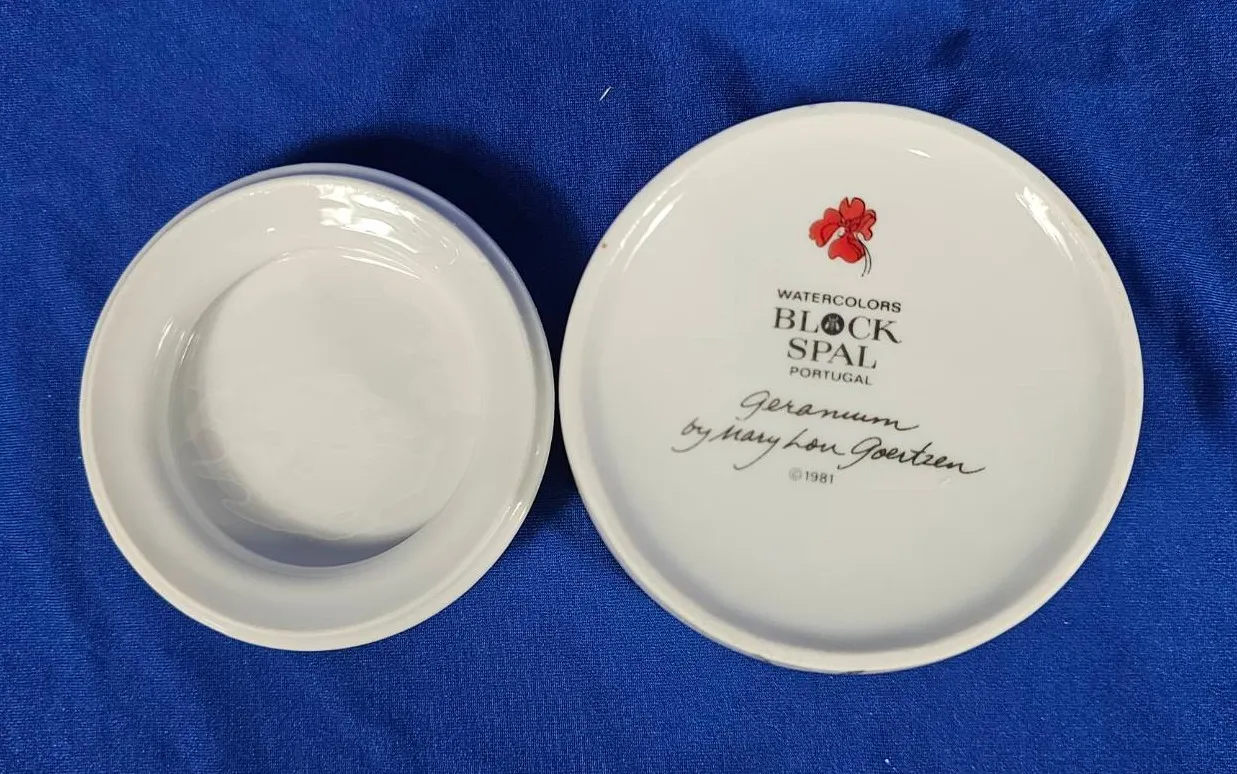 WATERCOLORS
BLOCK
SPAL
PORTUGAL
Geranium
by Mary Lou Goertzen
©1981